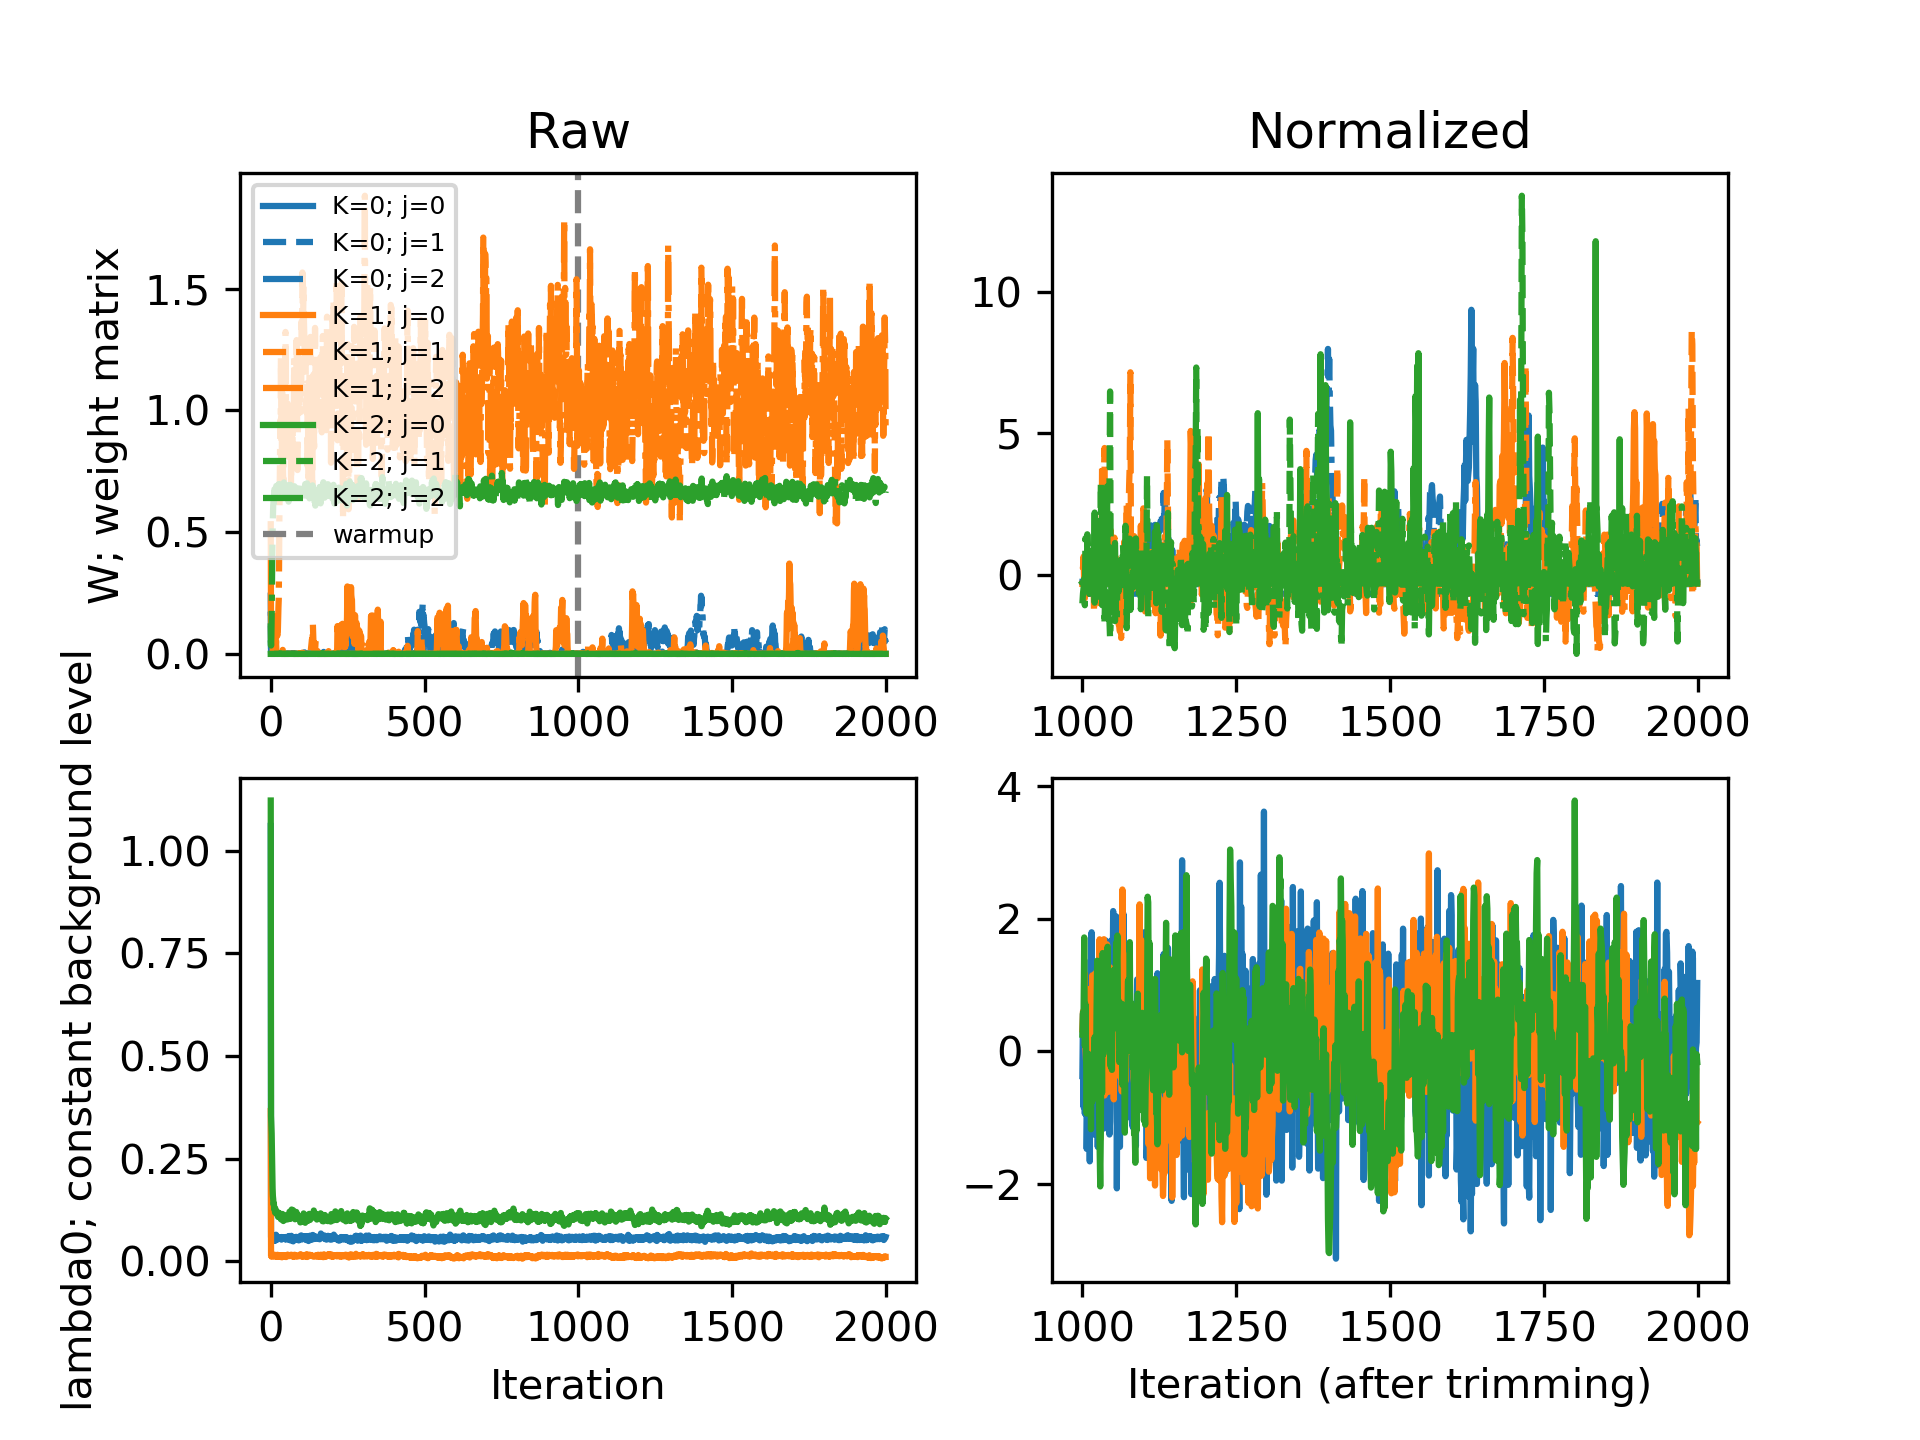 Raw
Normalized
W; weight matrix
1.5
1.0
0.5
0.0
K=0; j=0
K=0; j=1
K=0; j=2
K=1; j=0
K=1; j=1
K=1; j=2
K=2; j=0
K=2; j=1
K=2; j=2
warmup
0 500 1000 1500 2000
10
5
0
1000 1250 1500 1750 2000
lambda0; constant background level
1.00
0.75
0.50
0.25
0.00
0 500 1000 1500 2000
Iteration
4
2
0
−2
1000 1250 1500 1750 2000
Iteration (after trimming)